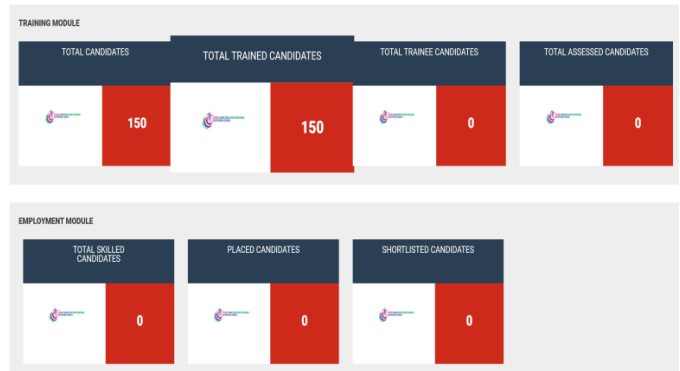 TRAINING MODULE
TOTAL CANDIDATES
150
TOTAL TRAINED CANDIDATES
150
TOTAL TRAINEE CANDIDATES
0
TOTAL ASSESSED CANDIDATES
0
EMPLOYMENT MODULE
TOTAL SKILLED
CANDIDATES
0
PLACED CANDIDATES
0
SHORTLISTED CANDIDATES
0